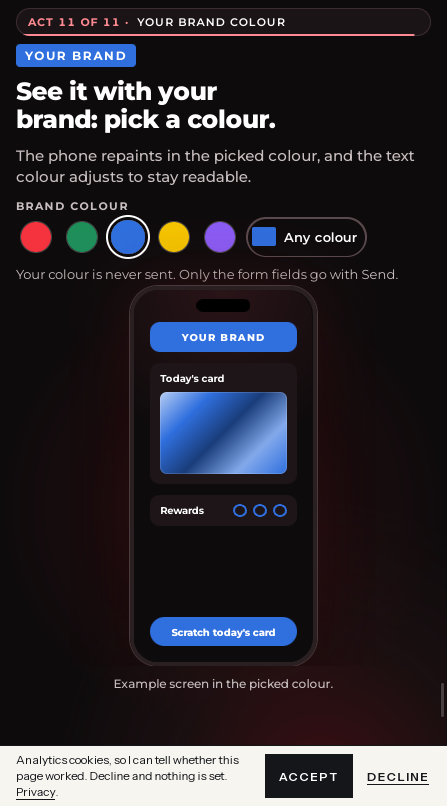 ACT 11 OF 11 · YOUR BRAND COLOUR
YOUR BRAND
See it with your
brand: pick a colour.
The phone repaints in the picked colour, and the text
colour adjusts to stay readable.
BRAND COLOUR
Any colour
Your colour is never sent. Only the form fields go with Send.
YOUR BRAND
Today's card
Rewards
Scratch today's card
Example screen in the picked colour.
Analytics cookies, so I can tell whether this
page worked. Decline and nothing is set.
Privacy.
ACCEPT
DECLINE